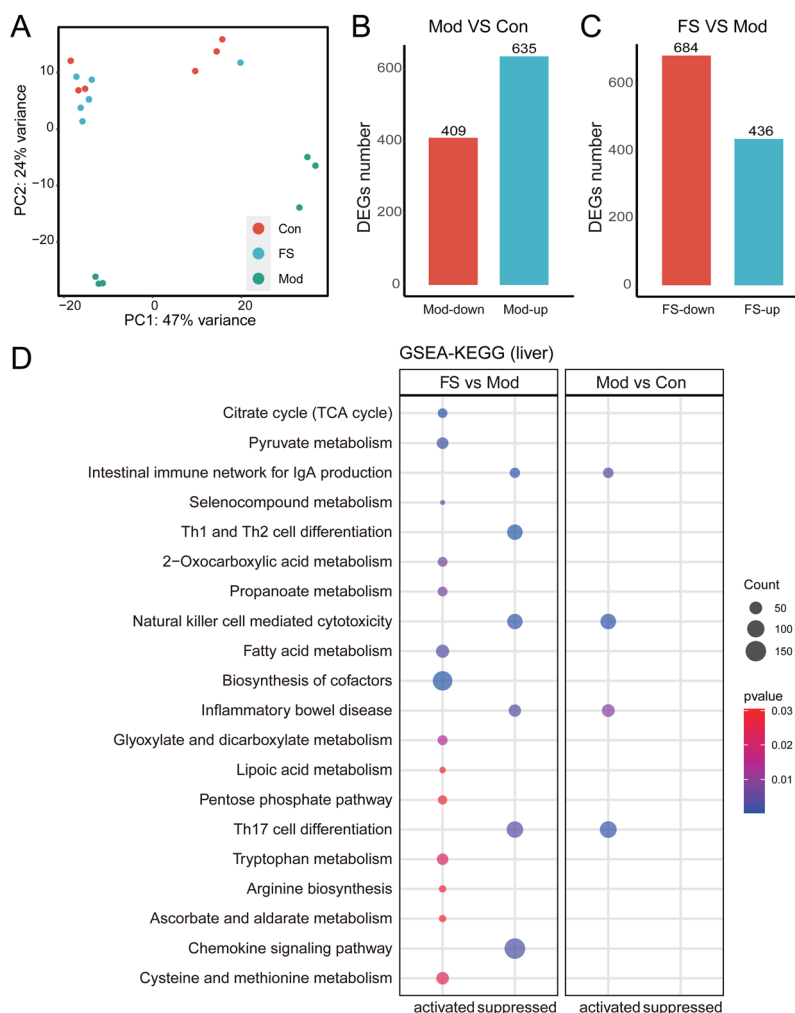 A
PC2: 24% variance
10
0
−10
−20
−20
0
20
PC1: 47% variance
Con
FS
Mod
B
Mod VS Con
DEGs number
600
400
200
0
409
635
Mod-down
Mod-up
C
FS VS Mod
DEGs number
600
400
200
0
684
436
FS-down
FS-up
D
GSEA-KEGG (liver)
FS vs Mod
Mod vs Con
Citrate cycle (TCA cycle)
Pyruvate metabolism
Intestinal immune network for IgA production
Selenocompound metabolism
Th1 and Th2 cell differentiation
2−Oxocarboxylic acid metabolism
Propanoate metabolism
Natural killer cell mediated cytotoxicity
Fatty acid metabolism
Biosynthesis of cofactors
Inflammatory bowel disease
Glyoxylate and dicarboxylate metabolism
Lipoic acid metabolism
Pentose phosphate pathway
Th17 cell differentiation
Tryptophan metabolism
Arginine biosynthesis
Ascorbate and aldarate metabolism
Chemokine signaling pathway
Cysteine and methionine metabolism
activated suppressed
activated suppressed
Count
50
100
150
pvalue
0.03
0.02
0.01